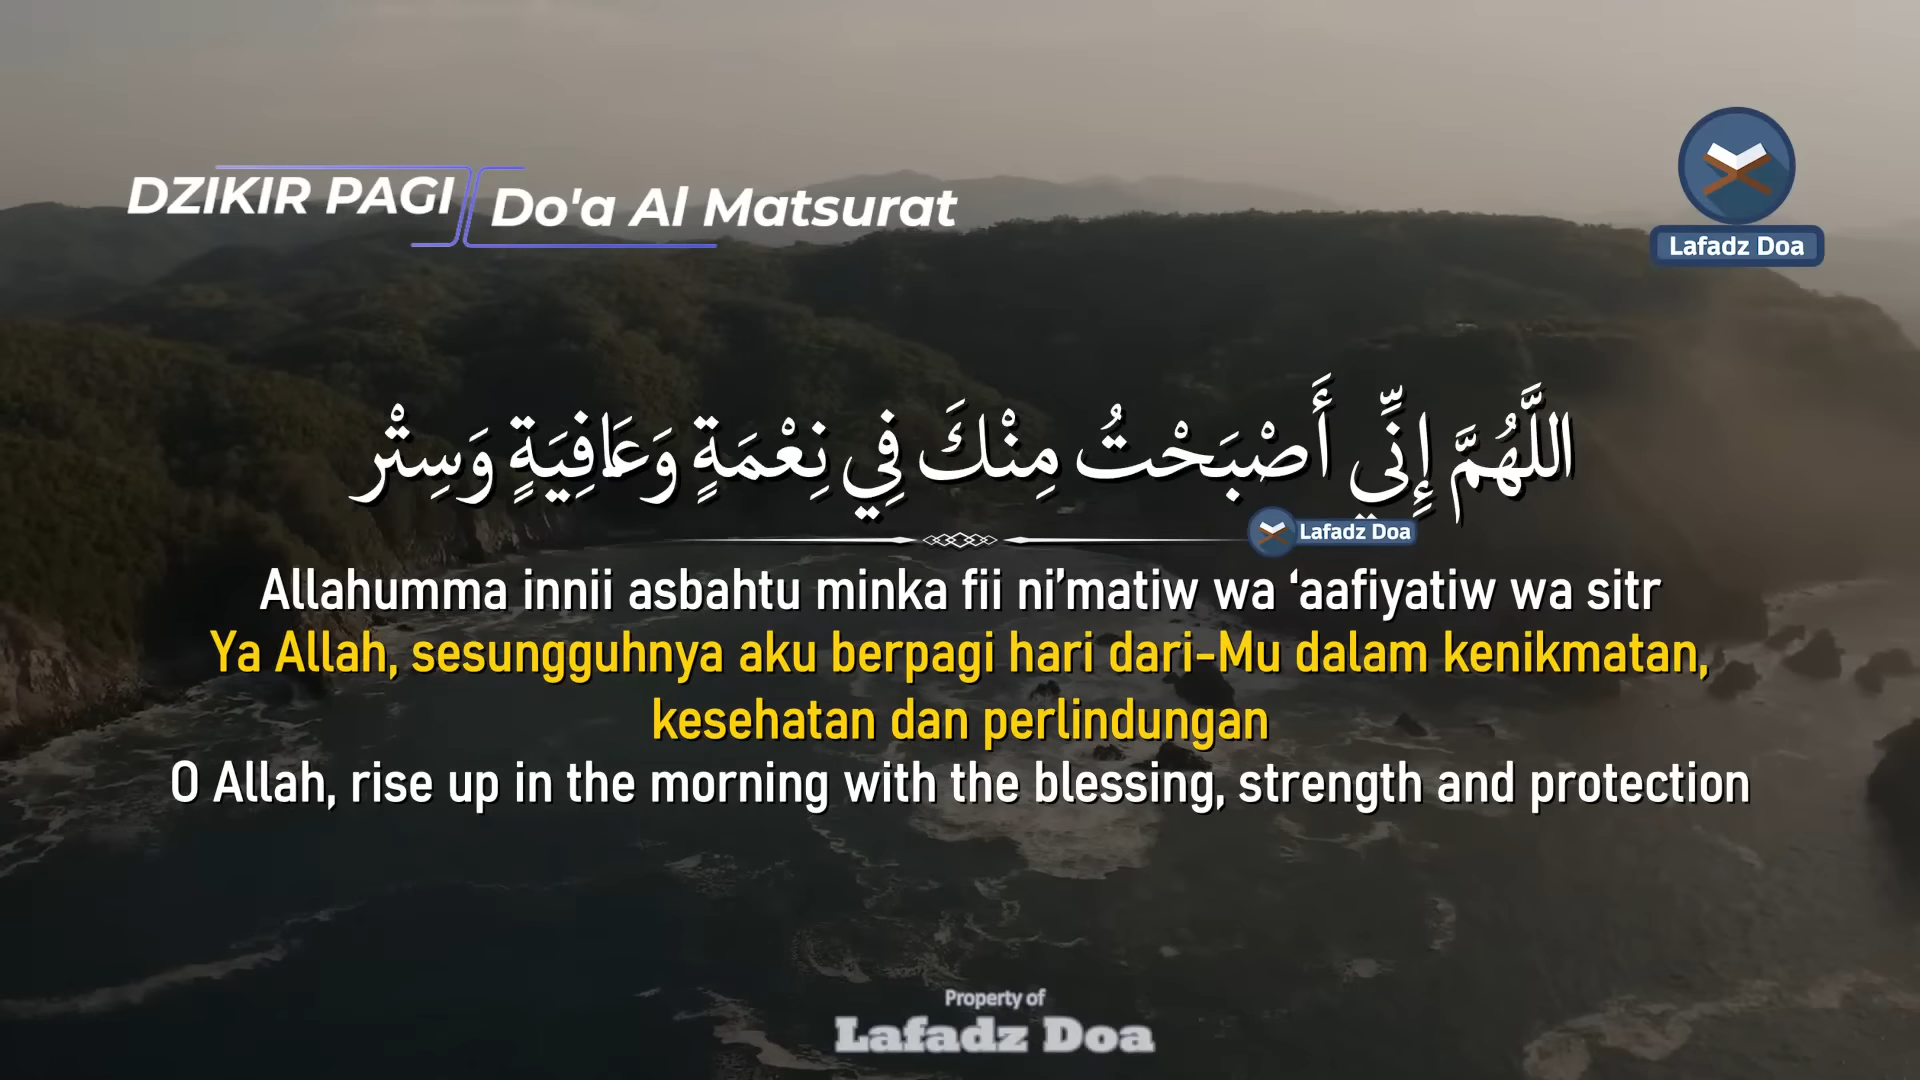 DZIKIR PAGI
Do'a Al Matsurat
Lafadz Doa
اللَّهُمَّ إِنِّي أَصْبَحْتُ مِنْكَ فِي نِعْمَةٍ وَعَافِيَةٍ وَسِتْر
Lafadz Doa
Allahumma innii asbahtu minka fii ni’matiw wa ‘aafiyatiw wa sitr
Ya Allah, sesungguhnya aku berpagi hari dari-Mu dalam kenikmatan,
kesehatan dan perlindungan
O Allah, rise up in the morning with the blessing, strength and protection
Property of
Lafadz Doa